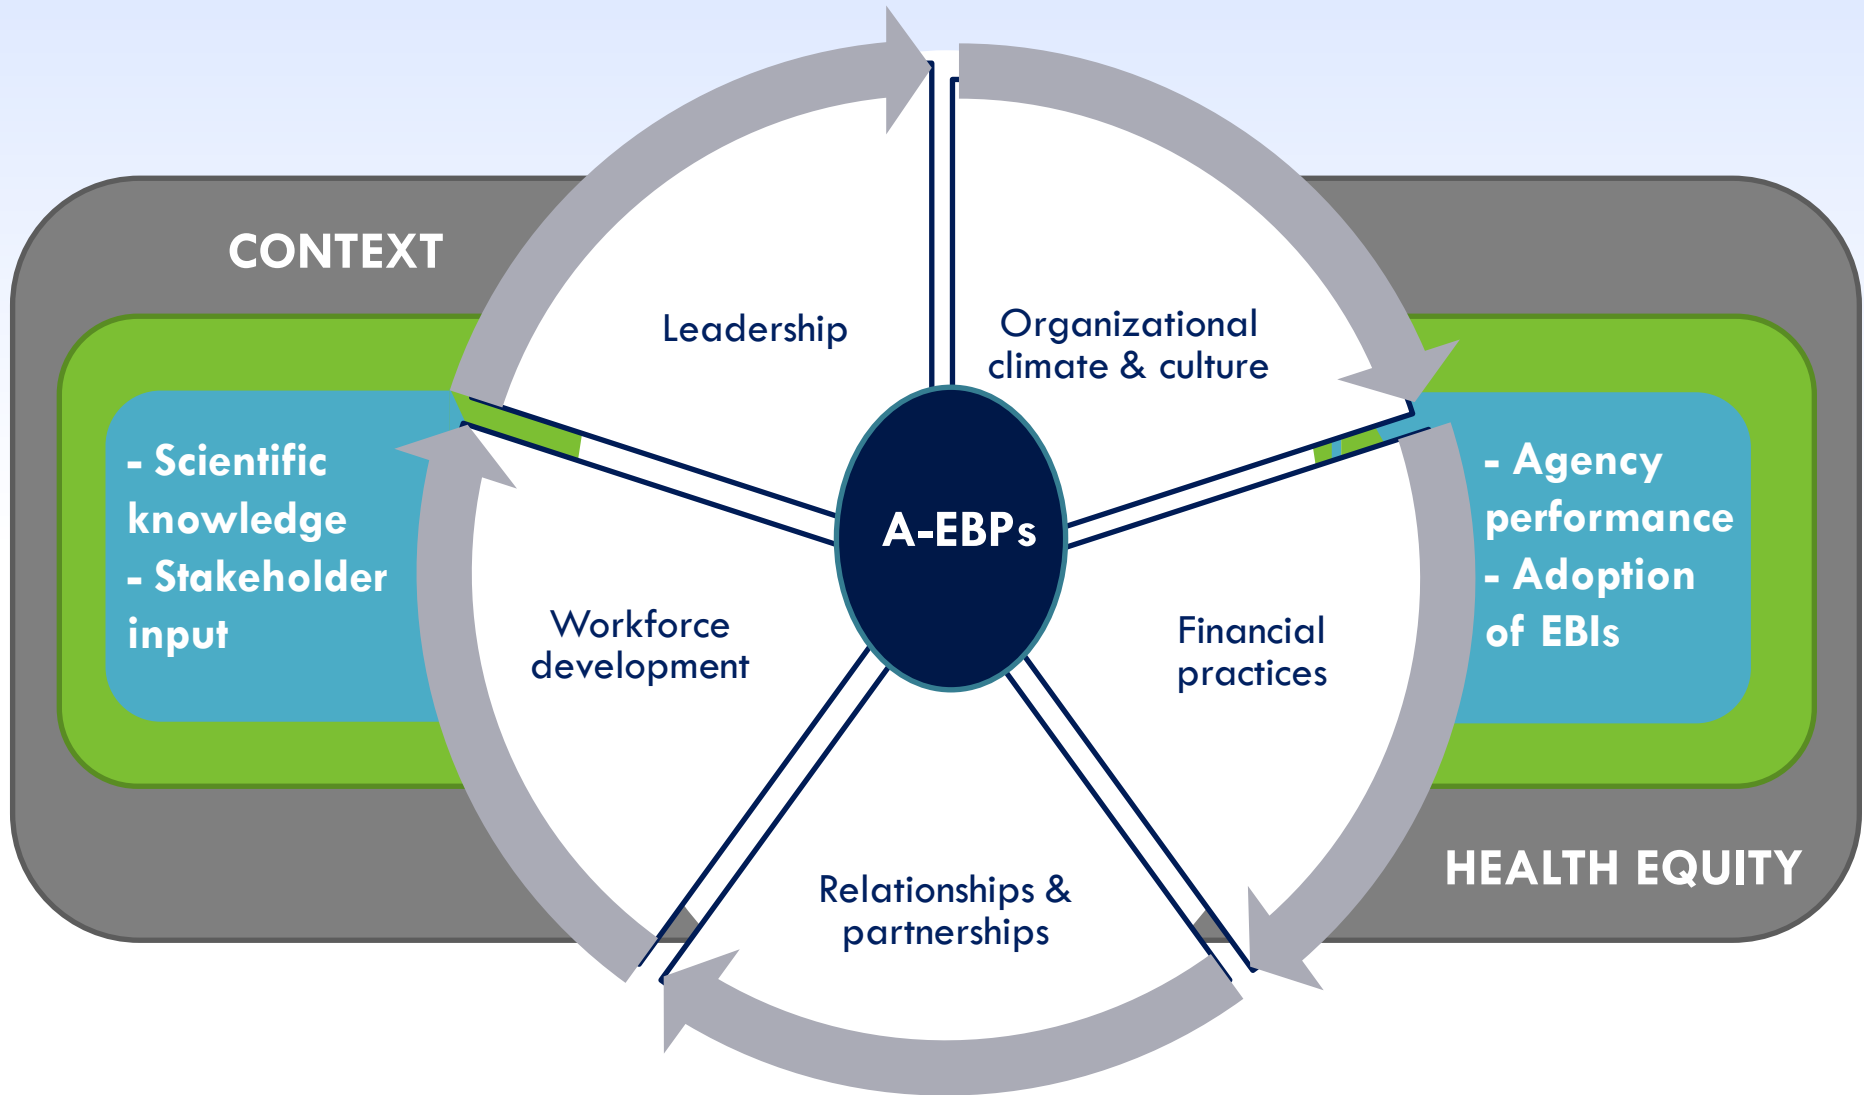 CONTEXT
- Scientific
knowledge
- Stakeholder
input
Leadership
Organizational
climate & culture
A-EBPs
Workforce
development
Financial
practices
Relationships &
partnerships
- Agency
performance
- Adoption
of EBIs
HEALTH EQUITY